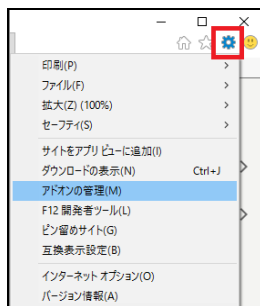 印刷(P)
ファイル(F)
拡大(Z) (100%)
セーフティ(S)
サイトをアプリ ビューに追加(I)
ダウンロードの表示(N) Ctrl+J
アドオンの管理(M)
F12 開発者ツール(L)
ピン留めサイト(G)
互換表示設定(B)
インターネット オプション(O)
バージョン情報(A)